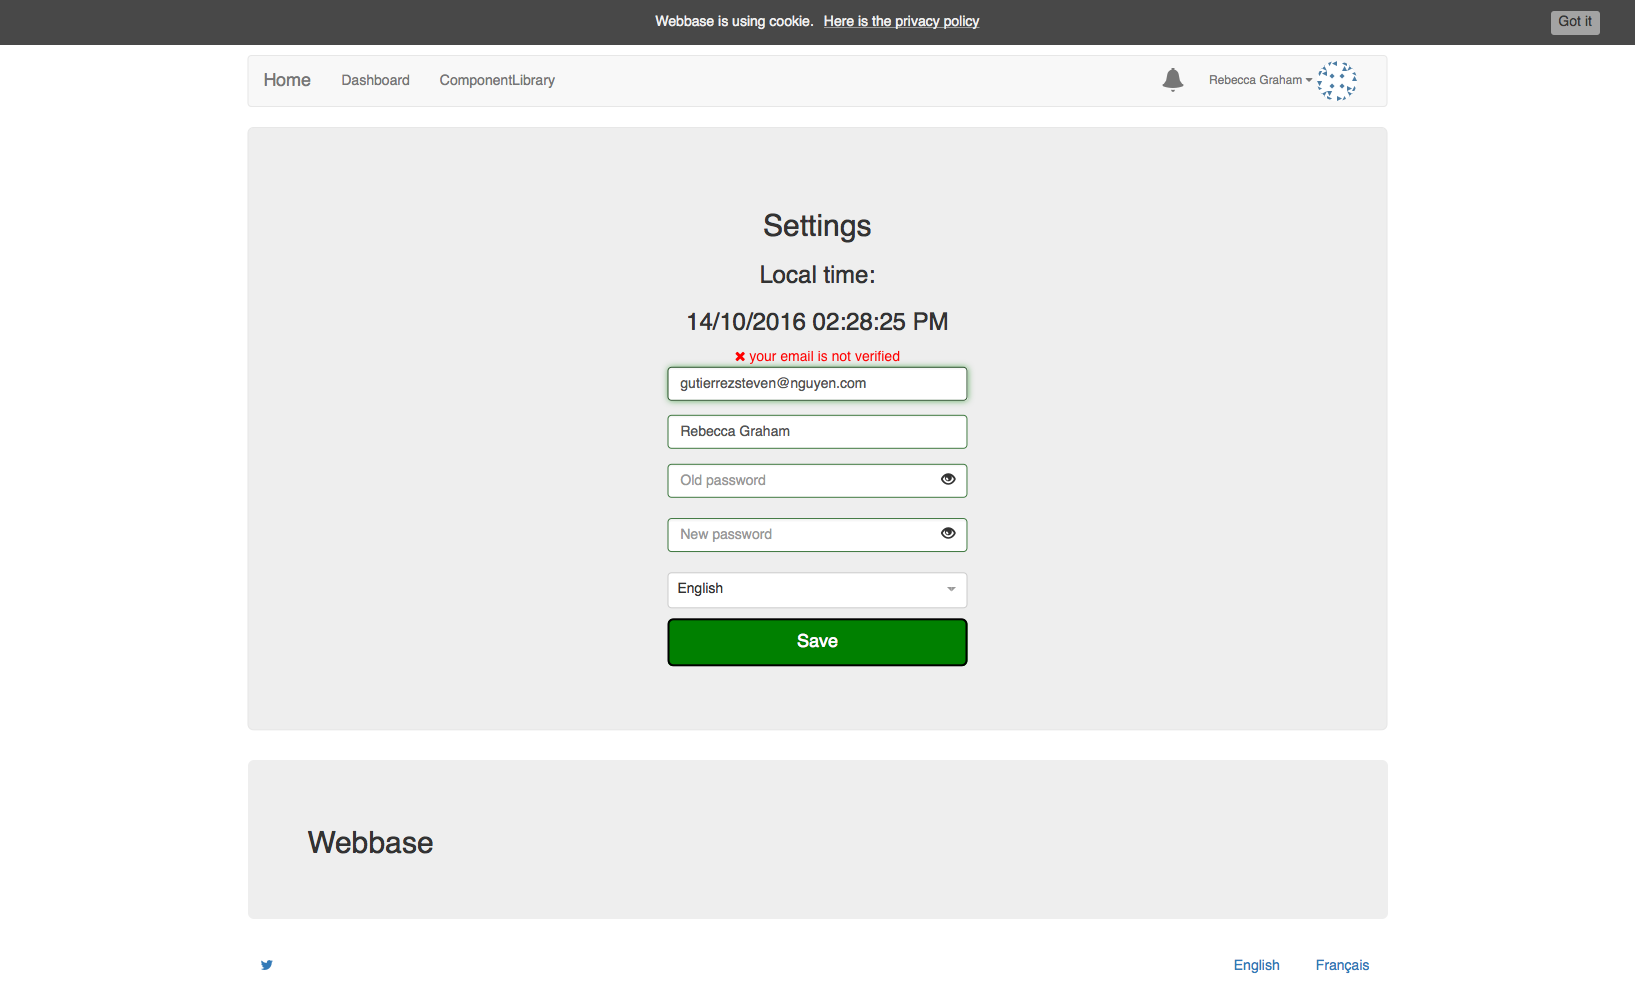 Webbase is using cookie. Here is the privacy policy
Got it
Home
Dashboard
ComponentLibrary
Rebecca Graham
Settings
Local time:
14/10/2016 02:28:25 PM
your email is not verified
gutierrezsteven@nguyen.com
Rebecca Graham
Old password
New password
English
Save
Webbase
English
Français